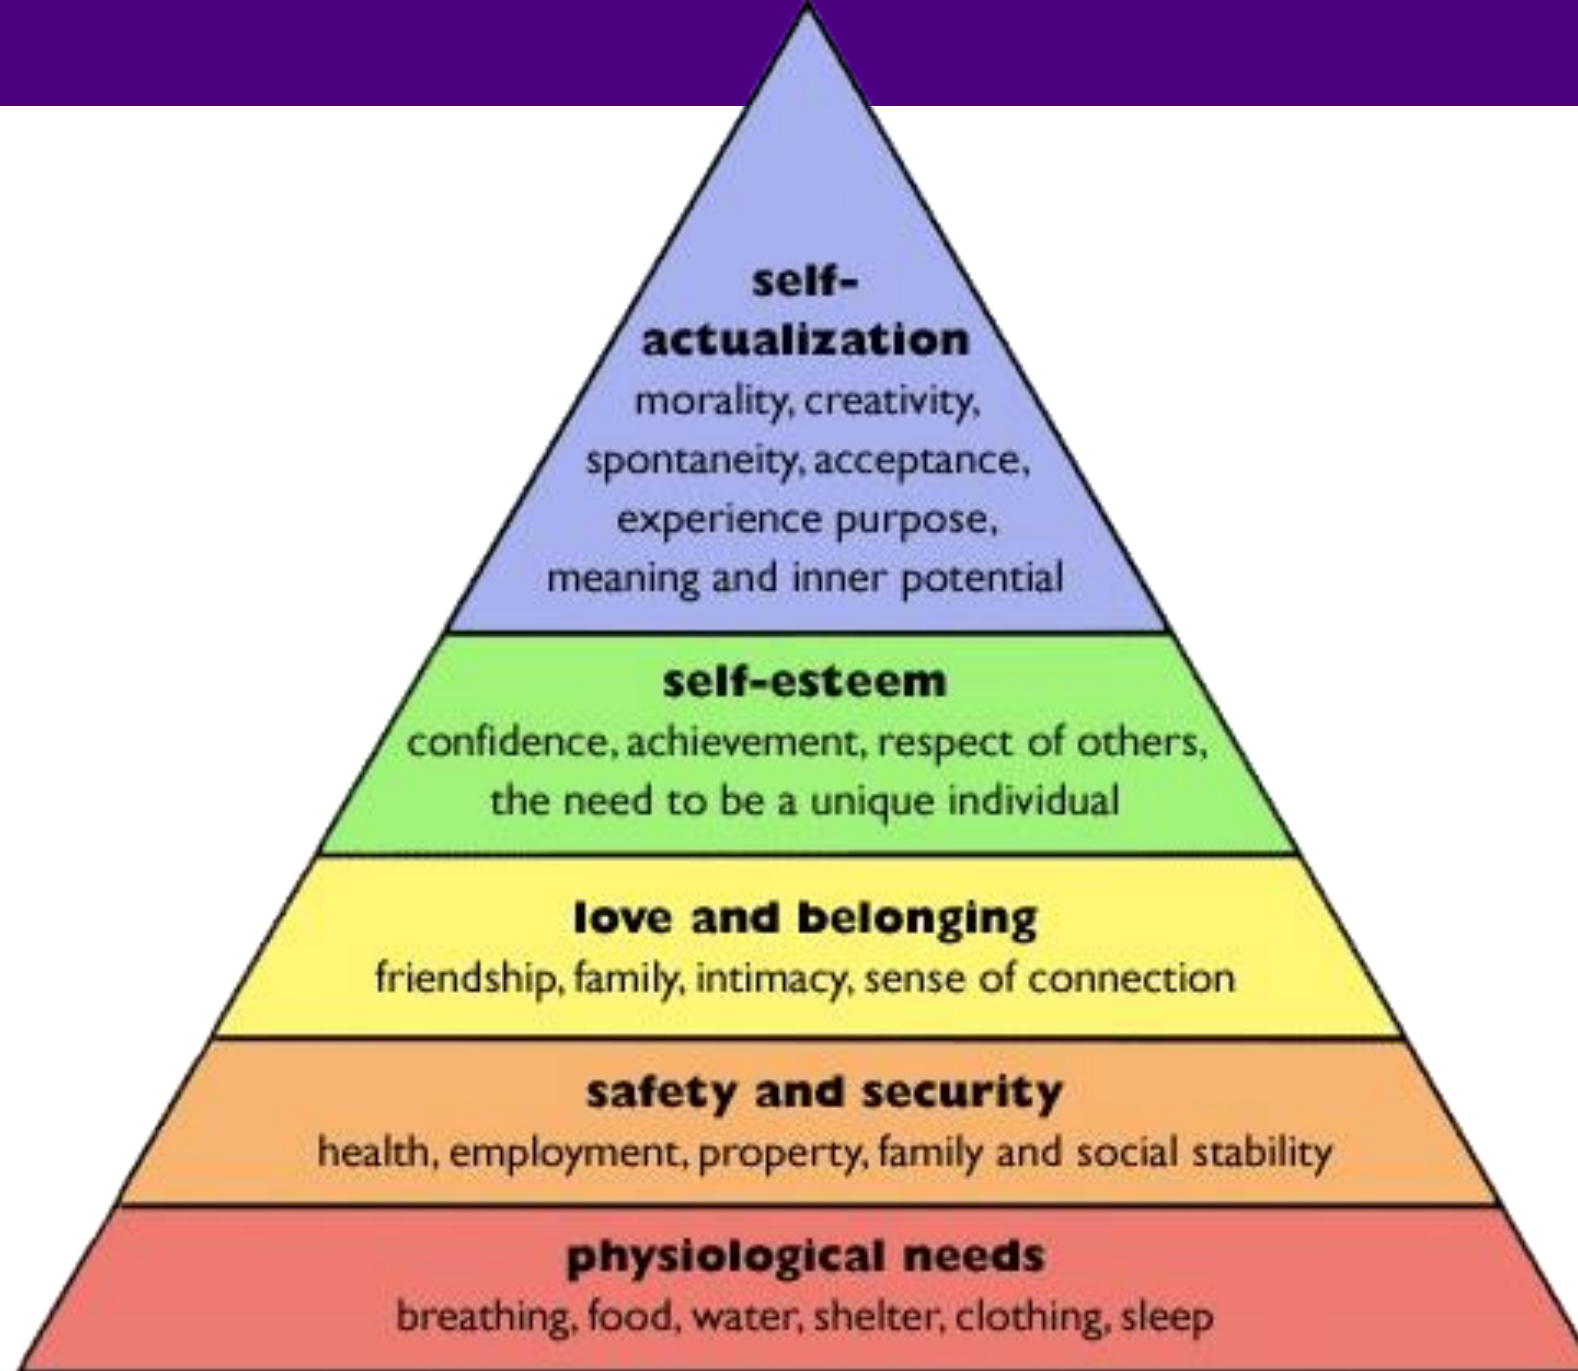 self-
actualization
morality, creativity,
spontaneity, acceptance,
experience purpose,
meaning and inner potential
self-esteem
confidence, achievement, respect of others,
the need to be a unique individual
love and belonging
friendship, family, intimacy, sense of connection
safety and security
health, employment, property, family and social stability
physiological needs
breathing, food, water, shelter, clothing, sleep